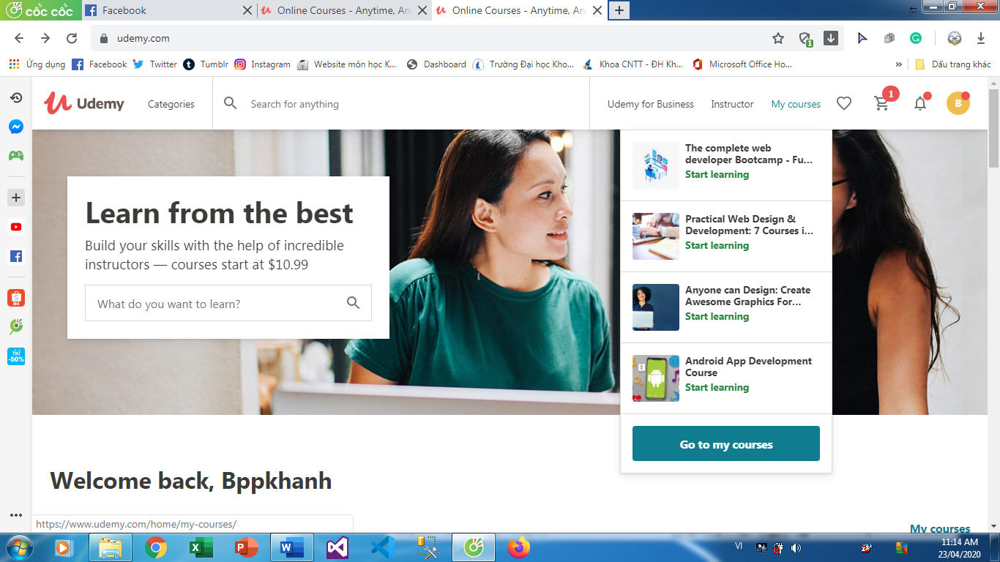 cốc cốc
Facebook
Online Courses - Anytime, An
Online Courses - Anytime, An
udemy.com
1
Ứng dụng
Facebook
Twitter
Tumblr
Instagram
Website môn học K...
Dashboard
Trường Đại học Kho...
Khoa CNTT - ĐH Kh...
Microsoft Office Ho...
»
Dấu trang khác
Udemy
Categories
Search for anything
Udemy for Business
Instructor
My courses
1
B
The complete web
developer Bootcamp - Fu...
Start learning
Learn from the best
Build your skills with the help of incredible
instructors — courses start at $10.99
What do you want to learn?
Practical Web Design &
Development: 7 Courses i...
Start learning
Anyone can Design: Create
Awesome Graphics For...
Start learning
Android App Development
Course
Start learning
Go to my courses
TIKI
-50%
Welcome back, Bppkhanh
https://www.udemy.com/home/my-courses/
My courses
VI
11:14 AM
23/04/2020